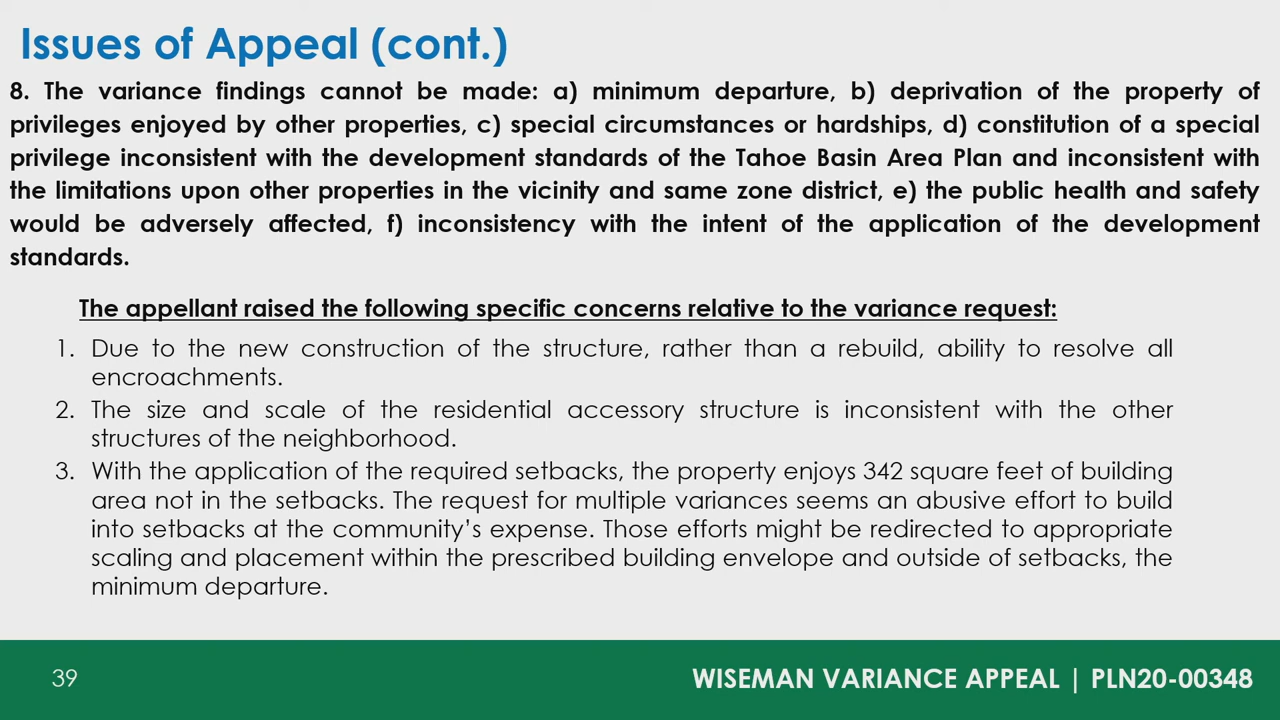 Issues of Appeal (cont.)
8. The variance findings cannot be made: a) minimum departure, b) deprivation of the property of
privileges enjoyed by other properties, c) special circumstances or hardships, d) constitution of a special
privilege inconsistent with the development standards of the Tahoe Basin Area Plan and inconsistent with
the limitations upon other properties in the vicinity and same zone district, e) the public health and safety
would be adversely affected, f) inconsistency with the intent of the application of the development
standards.
The appellant raised the following specific concerns relative to the variance request:
1. Due to the new construction of the structure, rather than a rebuild, ability to resolve all
encroachments.
2. The size and scale of the residential accessory structure is inconsistent with the other
structures of the neighborhood.
3. With the application of the required setbacks, the property enjoys 342 square feet of building
area not in the setbacks. The request for multiple variances seems an abusive effort to build
into setbacks at the community’s expense. Those efforts might be redirected to appropriate
scaling and placement within the prescribed building envelope and outside of setbacks, the
minimum departure.
39
WISEMAN VARIANCE APPEAL | PLN20-00348